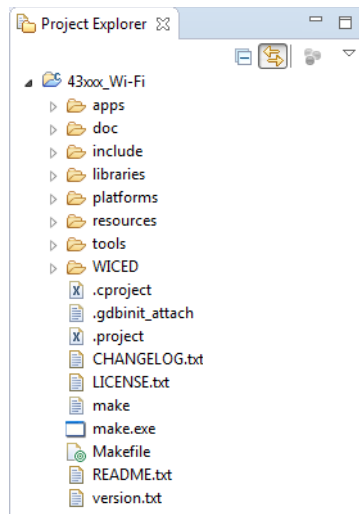 Project Explorer
43xxx_Wi-Fi
apps
doc
include
libraries
platforms
resources
tools
WICED
.cproject
.gdbinit_attach
.project
CHANGELOG.txt
LICENSE.txt
make
make.exe
Makefile
README.txt
version.txt